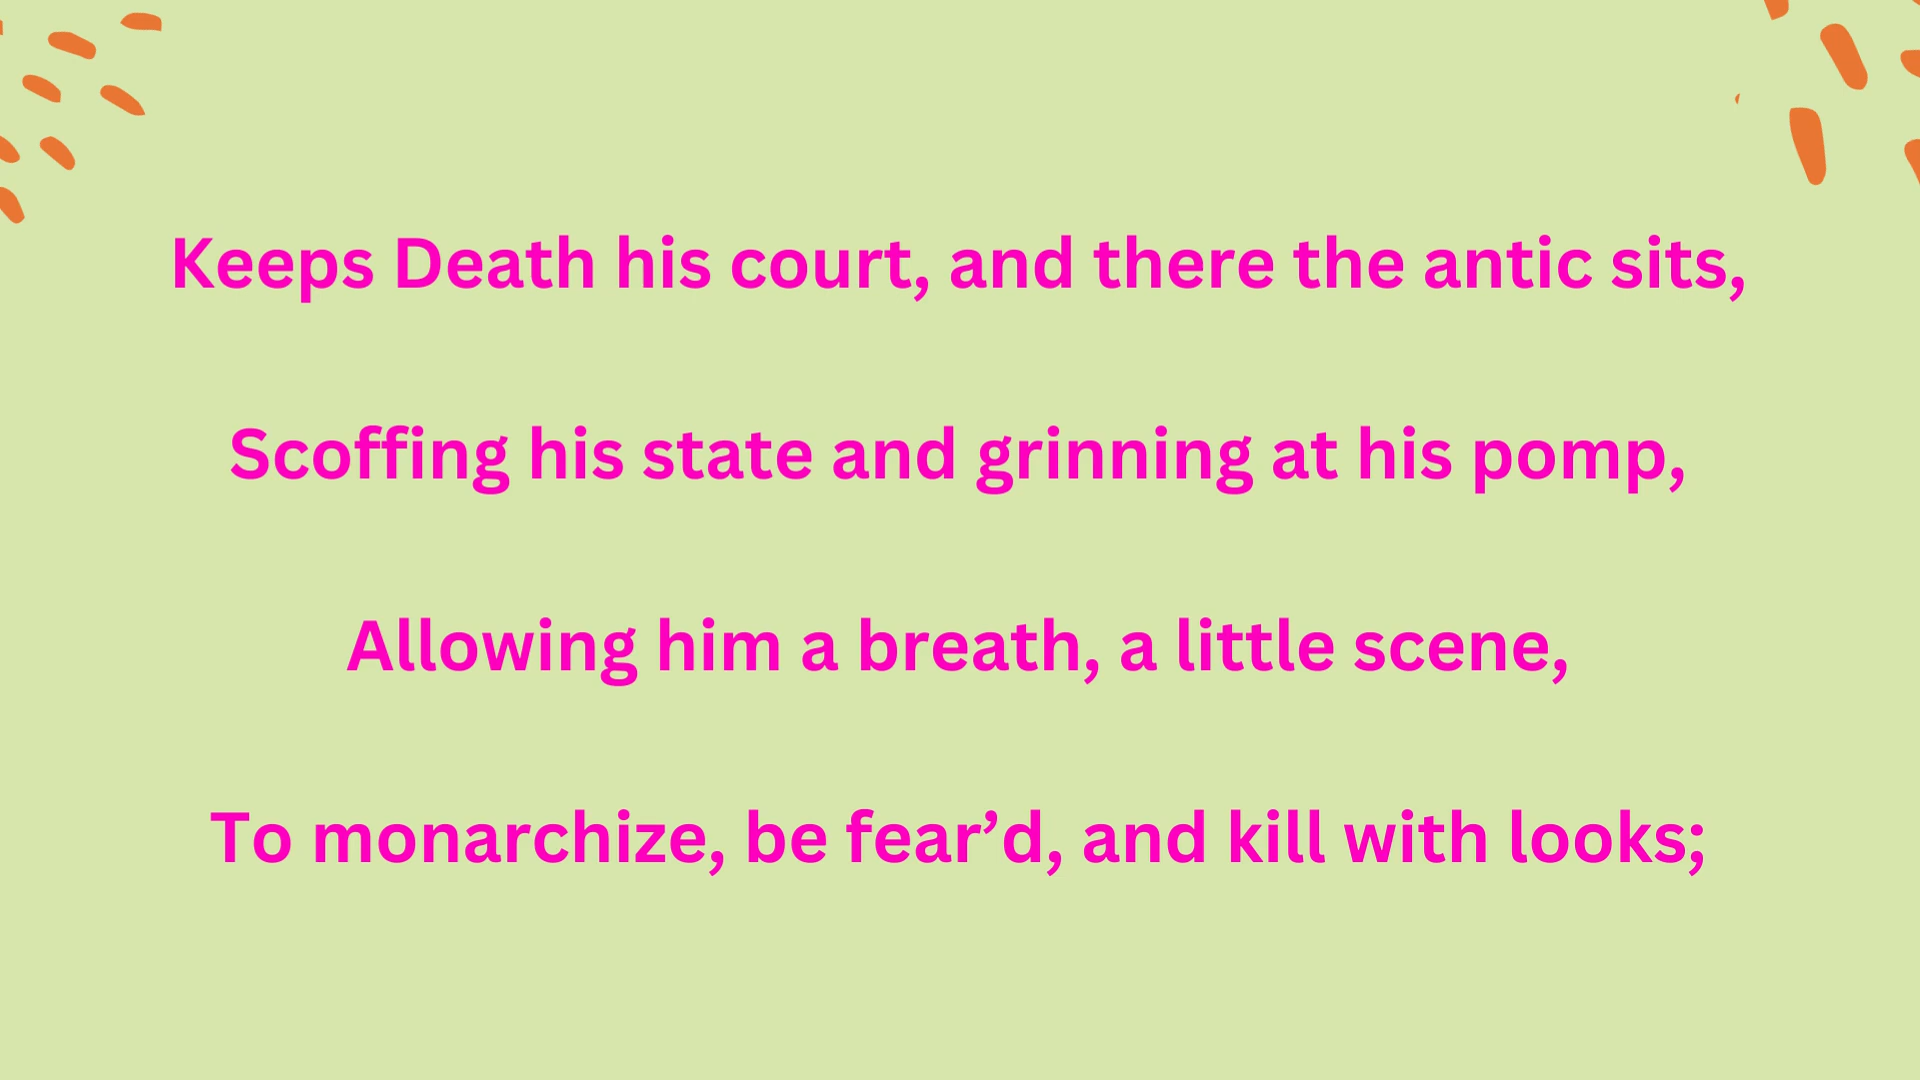 Keeps Death his court, and there the antic sits,
Scoffing his state and grinning at his pomp,
Allowing him a breath, a little scene,
To monarchize, be fear’d, and kill with looks;